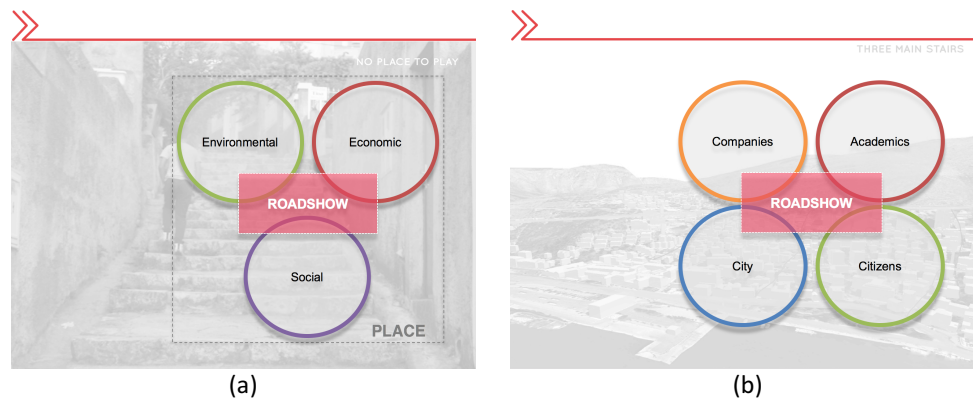 NO PLACE TO PLAY
Environmental
Economic
ROADSHOW
Social
PLACE
(a)
THREE MAIN STAIRS
Companies
Academics
ROADSHOW
City
Citizens
(b)